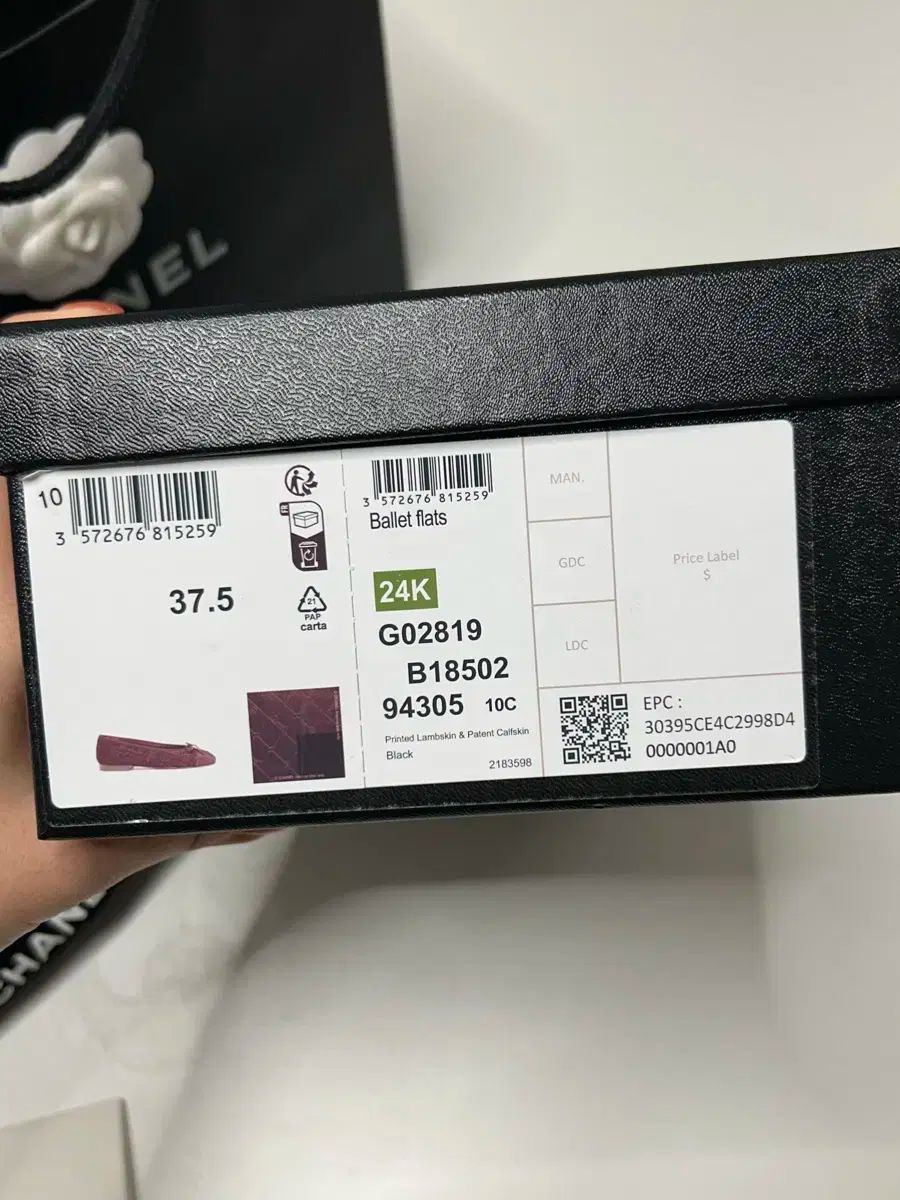 CHANEL
10
3 572676 815259
37.5
FR
21
PAP
carta
3 572676 815259
Ballet flats
24K
G02819
B18502
94305 10C
Printed Lambskin & Patent Calfskin
Black
2183598
MAN.
GDC
LDC
Price Label
$
EPC :
30395CE4C2998D4
0000001A0
CHANEL